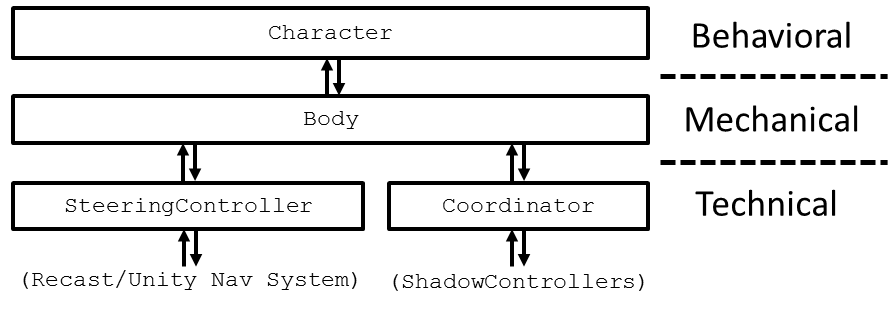 Character
Behavioral
Body
Mechanical
SteeringController
Coordinator
Technical
(Recast/Unity Nav System)
(ShadowControllers)